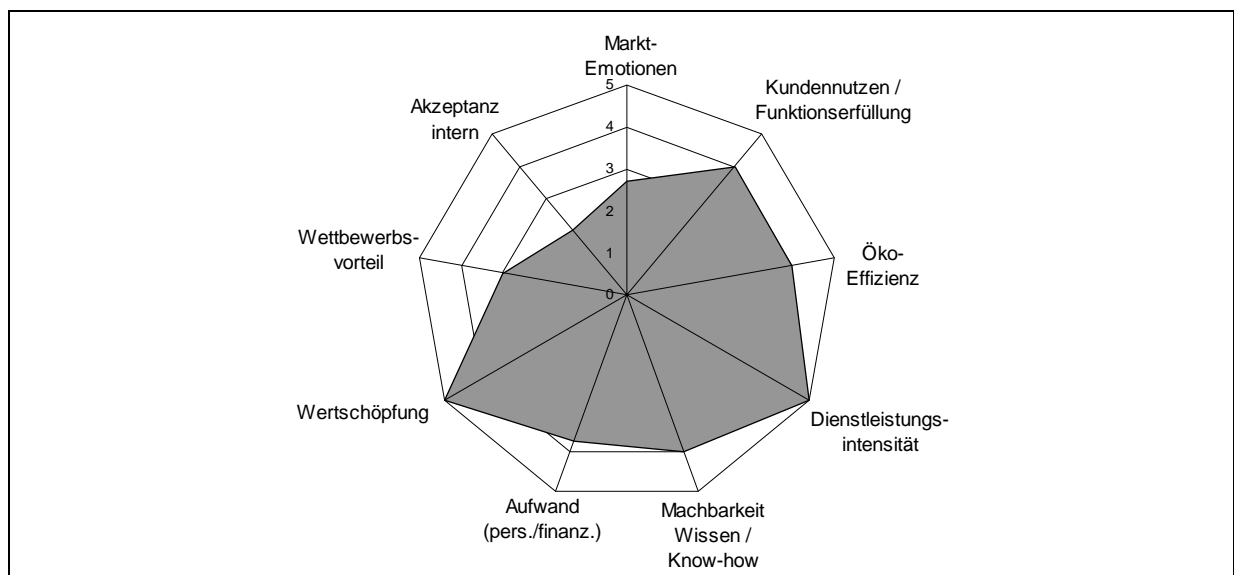 Markt-
Emotionen
Kundennutzen /
Funktionserfüllung
Öko-
Effizienz
Dienstleistungs-
intensität
Machbarkeit
Wissen /
Know-how
Aufwand
(pers./finanz.)
Wertschöpfung
Wettbewerbs-
vorteil
Akzeptanz
intern
5
4
3
2
1
0